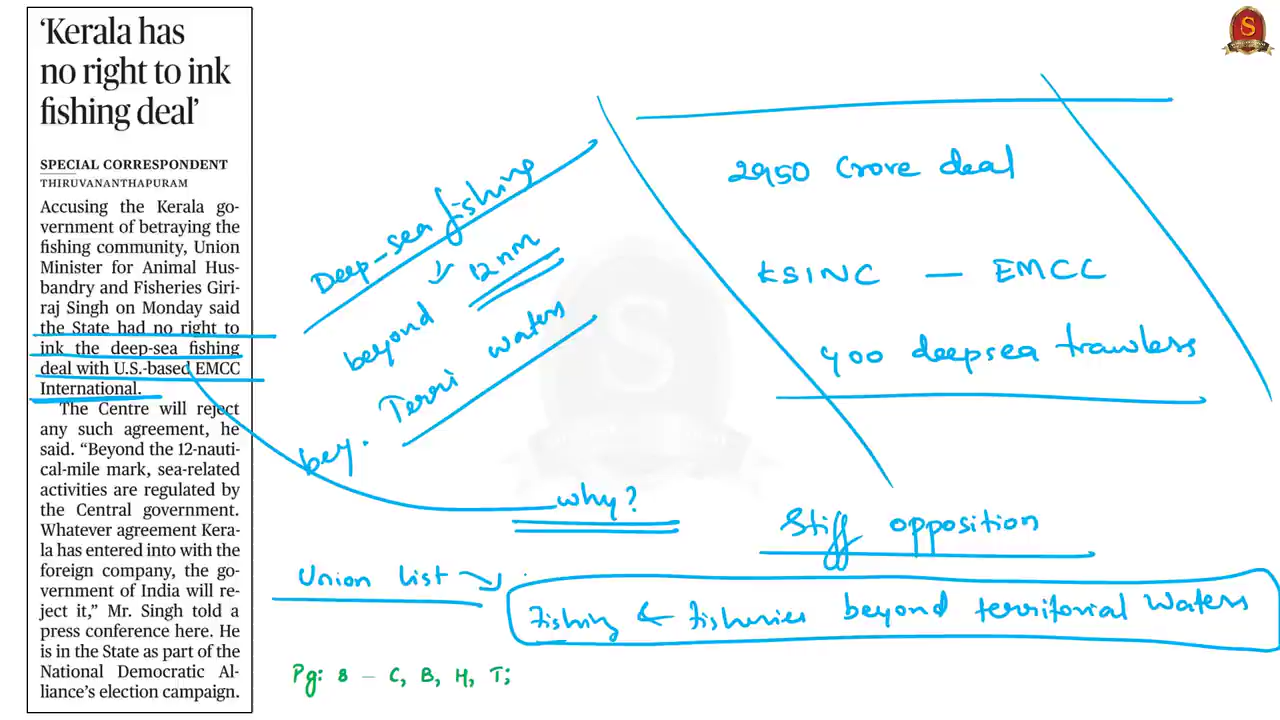 ‘Kerala has
no right to ink
fishing deal’
SPECIAL CORRESPONDENT
THIRUVANANTHAPURAM
Accusing the Kerala go-
vernment of betraying the
fishing community, Union
Minister for Animal Hus-
bandry and Fisheries Giri-
raj Singh on Monday said
the State had no right to
ink the deep-sea fishing
deal with U.S.-based EMCC
International.
The Centre will reject
any such agreement, he
said. “Beyond the 12-nauti-
cal-mile mark, sea-related
activities are regulated by
the Central government.
Whatever agreement Kera-
la has entered into with the
foreign company, the go-
vernment of India will re-
ject it,” Mr. Singh told a
press conference here. He
is in the State as part of the
National Democratic Al-
liance’s election campaign.
Deep-sea fishing
beyond 12nm
bey. Terri waters
2950 Crore deal
KSINC — EMCC
400 deepsea trawlers
why?
Stiff opposition
Union list
Fishing & fisheries beyond territorial waters
Pg: 8 – C, B, H, T;
S